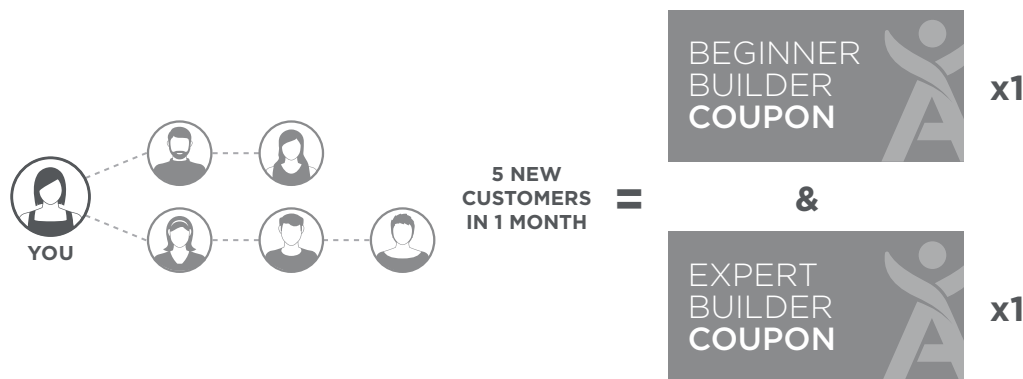 YOU
5 NEW
CUSTOMERS
IN 1 MONTH
=
BEGINNER
BUILDER
COUPON
x1
&
EXPERT
BUILDER
COUPON
x1